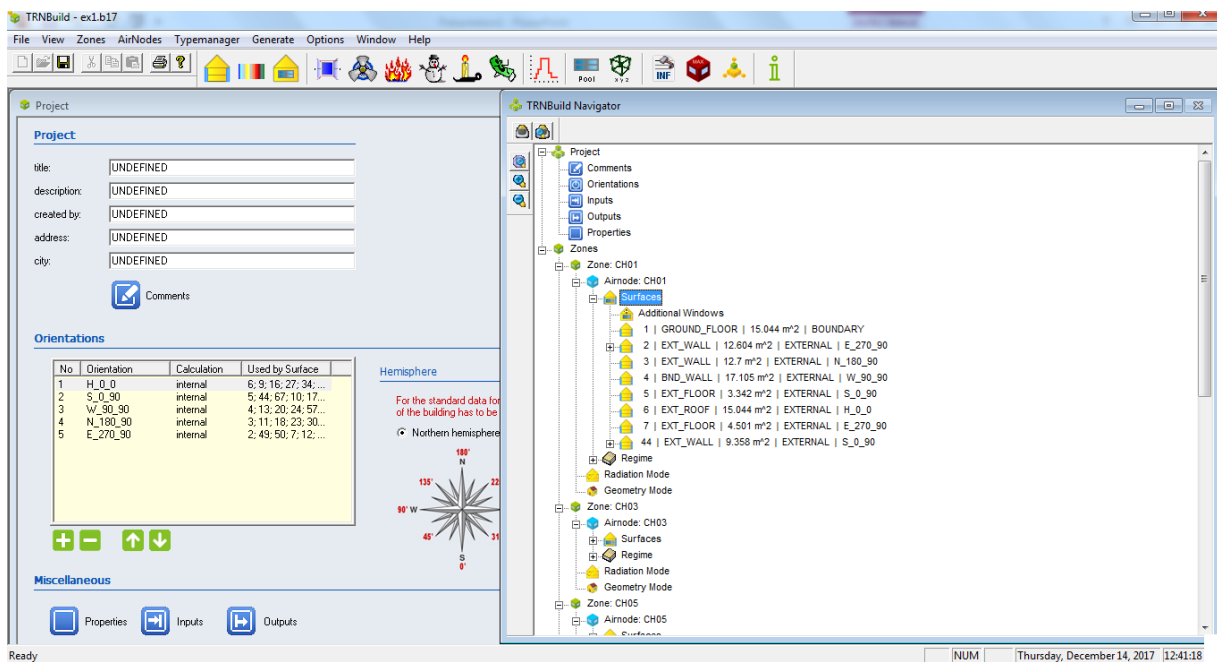 TRNBuild - ex1.b17
File View Zones AirNodes Typemanager Generate Options Window Help
Pool xyz INF MAX
Project
Project
title: UNDEFINED
description: UNDEFINED
created by: UNDEFINED
address: UNDEFINED
city: UNDEFINED
Comments
Orientations
No Orientation Calculation Used by Surface
1 H_0_0 internal 6; 9; 16; 27; 34; ...
2 S_0_90 internal 5; 44; 67; 10; 17...
3 W_90_90 internal 4; 13; 20; 24; 57...
4 N_180_90 internal 3; 11; 18; 23; 30...
5 E_270_90 internal 2; 49; 50; 7; 12; ...
Hemisphere
For the standard data for
of the building has to be
Northern hemisphere
180°
N
135° 22
90° W
45° 31
S
0°
Miscellaneous
Properties Inputs Outputs
TRNBuild Navigator
Project
Comments
Orientations
Inputs
Outputs
Properties
Zones
Zone: CH01
Airnode: CH01
Surfaces
Additional Windows
1 | GROUND_FLOOR | 15.044 m^2 | BOUNDARY
2 | EXT_WALL | 12.604 m^2 | EXTERNAL | E_270_90
3 | EXT_WALL | 12.7 m^2 | EXTERNAL | N_180_90
4 | BND_WALL | 17.105 m^2 | EXTERNAL | W_90_90
5 | EXT_FLOOR | 3.342 m^2 | EXTERNAL | S_0_90
6 | EXT_ROOF | 15.044 m^2 | EXTERNAL | H_0_0
7 | EXT_FLOOR | 4.501 m^2 | EXTERNAL | E_270_90
44 | EXT_WALL | 9.358 m^2 | EXTERNAL | S_0_90
Regime
Radiation Mode
Geometry Mode
Zone: CH03
Airnode: CH03
Surfaces
Regime
Radiation Mode
Geometry Mode
Zone: CH05
Airnode: CH05
Surfaces
Ready NUM Thursday, December 14, 2017 12:41:18